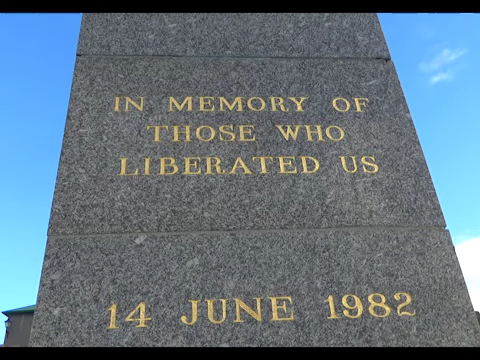 IN MEMORY OF
THOSE WHO
LIBERATED US
14 JUNE 1982